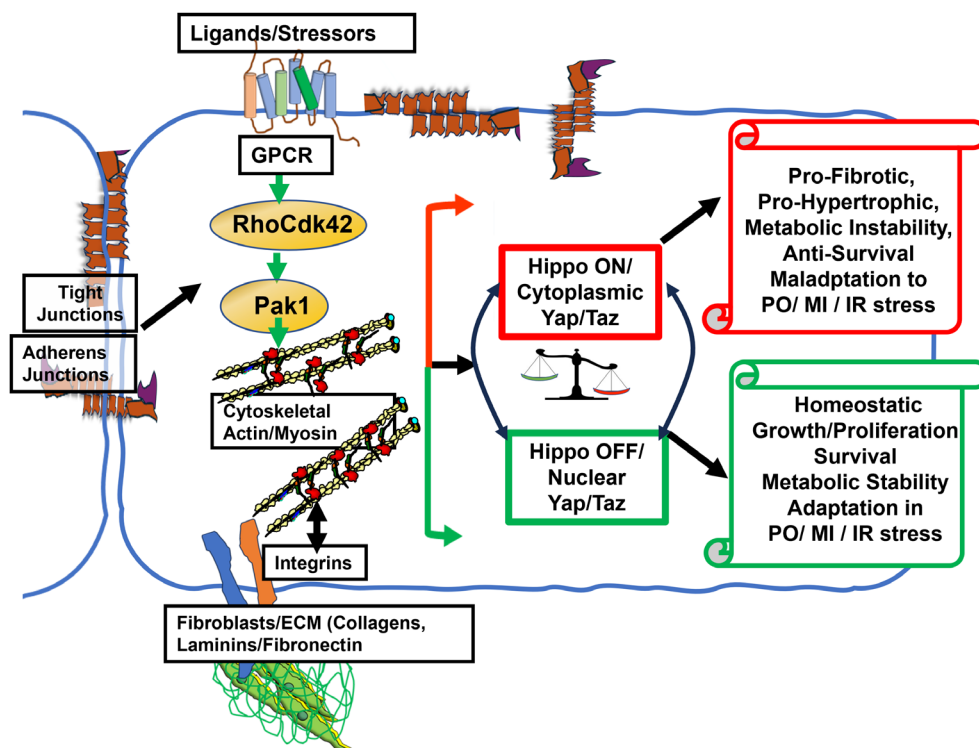 Ligands/Stressors
GPCR
RhoCdk42
Pak1
Tight
Junctions
Adherens
Junctions
Cytoskeletal
Actin/Myosin
Integrins
Fibroblasts/ECM (Collagens,
Laminins/Fibronectin
Hippo ON/
Cytoplasmic
Yap/Taz
Hippo OFF/
Nuclear
Yap/Taz
Pro-Fibrotic,
Pro-Hypertrophic,
Metabolic Instability,
Anti-Survival
Maladptation to
PO/ MI / IR stress
Homeostatic
Growth/Proliferation
Survival
Metabolic Stability
Adaptation in
PO/ MI / IR stress